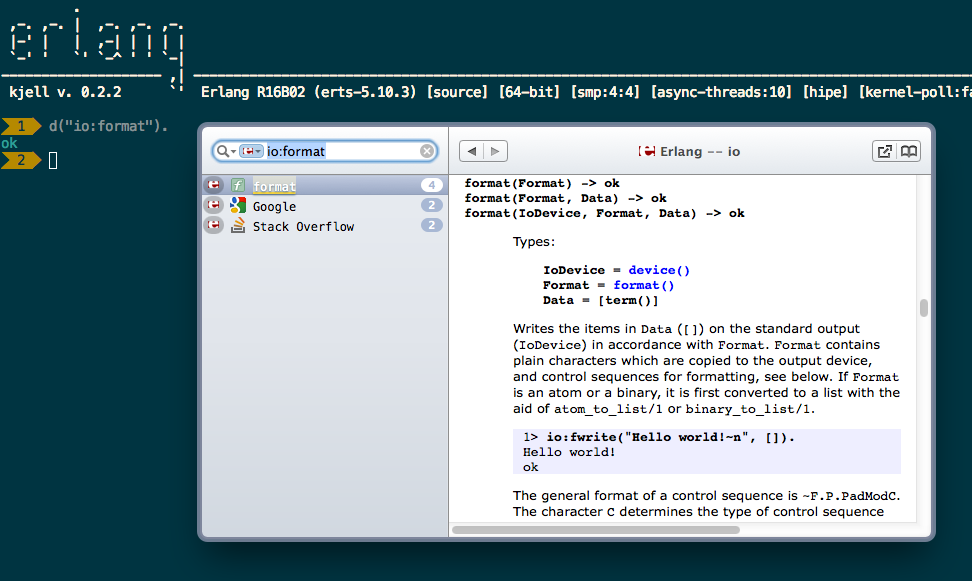 erlang
kjell v. 0.2.2 Erlang R16B02 (erts-5.10.3) [source] [64-bit] [smp:4:4] [async-threads:10] [hipe] [kernel-poll:fa
1 d("io:format").
ok
2
io:format
format 4
Google 2
Stack Overflow 2
Erlang -- io
format(Format) -> ok
format(Format, Data) -> ok
format(IoDevice, Format, Data) -> ok
Types:
IoDevice = device()
Format = format()
Data = [term()]
Writes the items in Data ([]) on the standard output
(IoDevice) in accordance with Format. Format contains
plain characters which are copied to the output device,
and control sequences for formatting, see below. If Format
is an atom or a binary, it is first converted to a list with the
aid of atom_to_list/1 or binary_to_list/1.
1> io:fwrite("Hello world!~n", []).
Hello world!
ok
The general format of a control sequence is ~F.P.PadModC.
The character C determines the type of control sequence